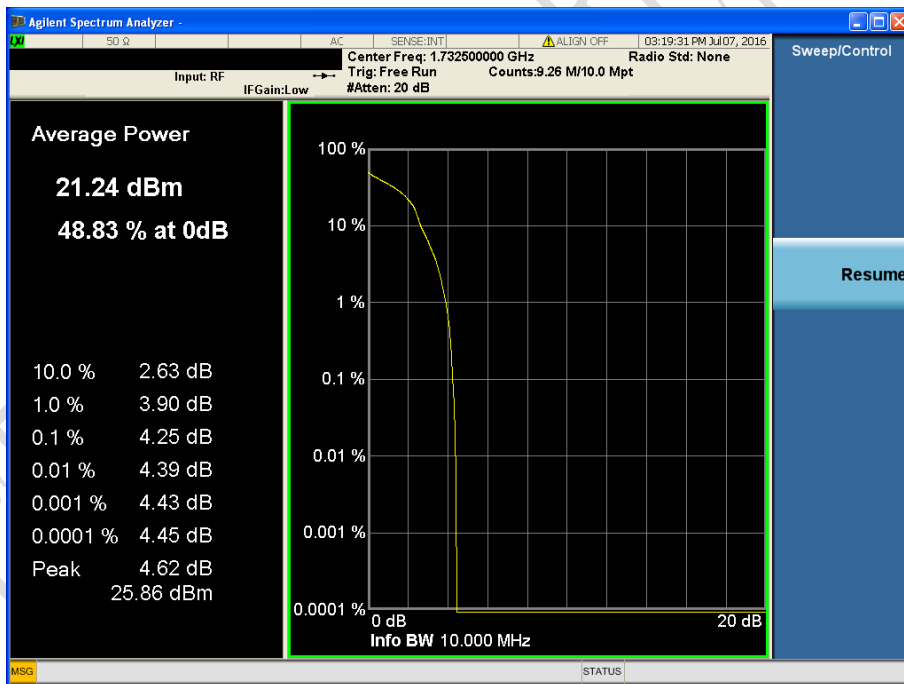 Agilent Spectrum Analyzer -
LXI 50 Ω AC SENSE:INT ALIGN OFF 03:19:31 PM Jul 07, 2016
Center Freq: 1.732500000 GHz Radio Std: None
Input: RF Trig: Free Run Counts:9.26 M/10.0 Mpt
IFGain:Low #Atten: 20 dB
Sweep/Control
Resume
Average Power
21.24 dBm
48.83 % at 0dB
10.0 % 2.63 dB
1.0 % 3.90 dB
0.1 % 4.25 dB
0.01 % 4.39 dB
0.001 % 4.43 dB
0.0001 % 4.45 dB
Peak 4.62 dB
25.86 dBm
100 %
10 %
1 %
0.1 %
0.01 %
0.001 %
0.0001 %
0 dB 20 dB
Info BW 10.000 MHz
MSG STATUS